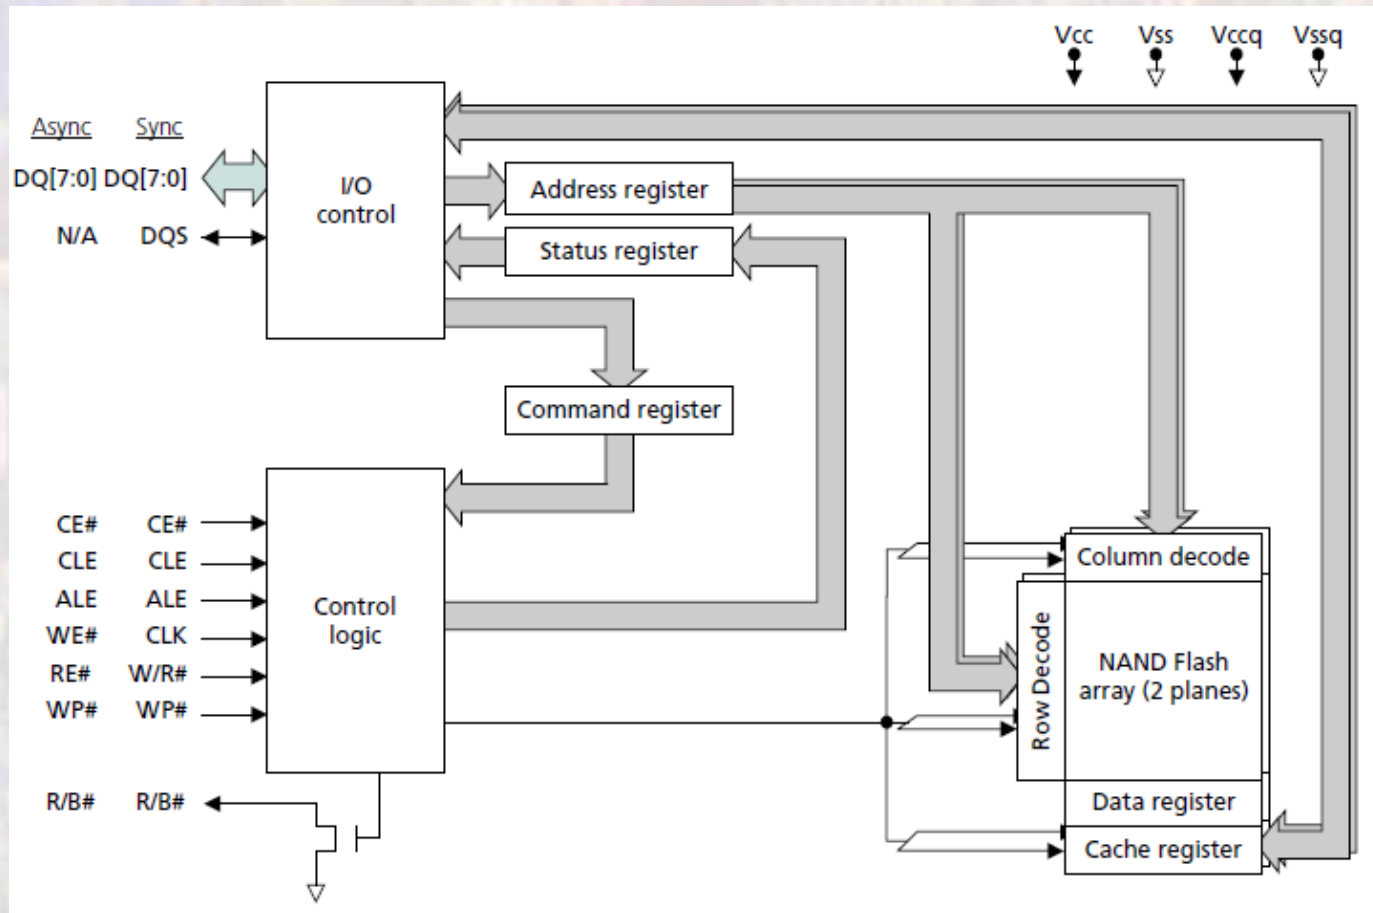 Vcc Vss Vccq Vssq
Async Sync
DQ[7:0] DQ[7:0]
N/A DQS
I/O
control
Address register
Status register
Command register
CE# CE#
CLE CLE
ALE ALE
WE# CLK
RE# W/R#
WP# WP#
R/B# R/B#
Control
logic
Column decode
Row Decode
NAND Flash
array (2 planes)
Data register
Cache register